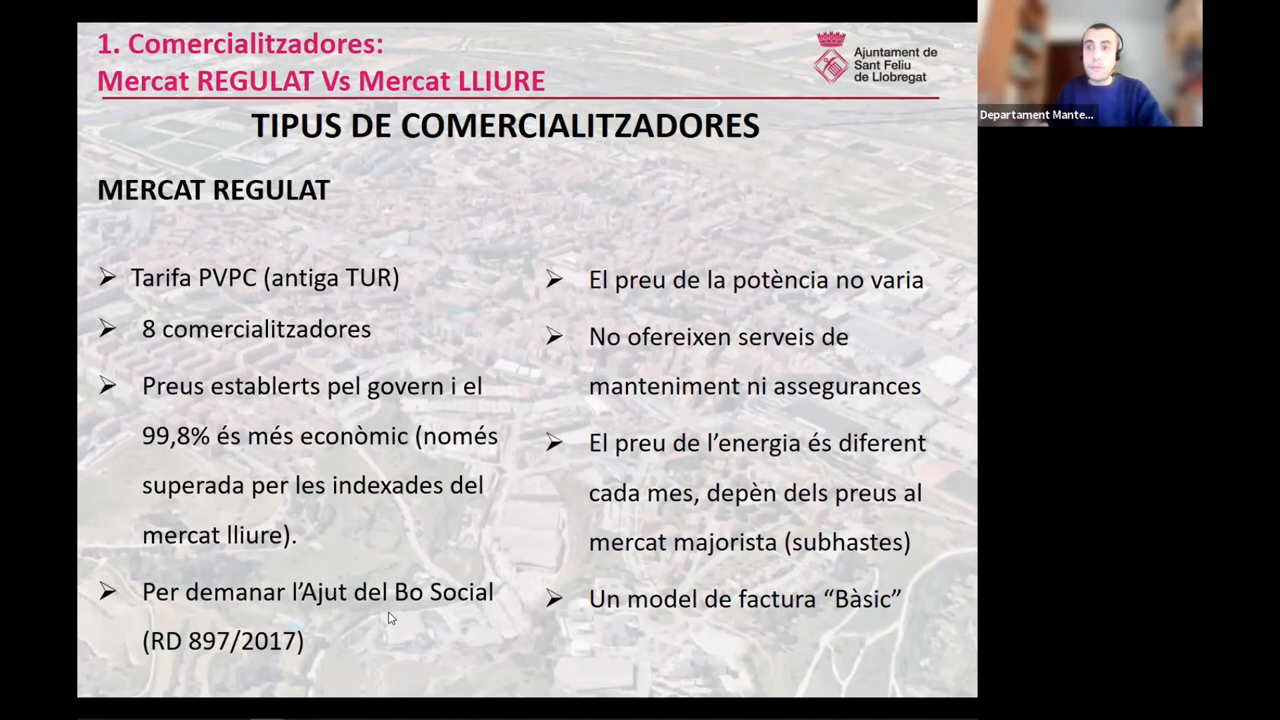 1. Comercialitzadores:
Mercat REGULAT Vs Mercat LLIURE
Ajuntament de
Sant Feliu
de Llobregat
Departament Mante...
TIPUS DE COMERCIALITZADORES
MERCAT REGULAT
➢ Tarifa PVPC (antiga TUR)
➢ 8 comercialitzadores
➢ Preus establerts pel govern i el
99,8% és més econòmic (només
superada per les indexades del
mercat lliure).
➢ Per demanar l’Ajut del Bo Social
(RD 897/2017)
➢ El preu de la potència no varia
➢ No ofereixen serveis de
manteniment ni assegurances
➢ El preu de l’energia és diferent
cada mes, depèn dels preus al
mercat majorista (subhastes)
➢ Un model de factura “Bàsic”